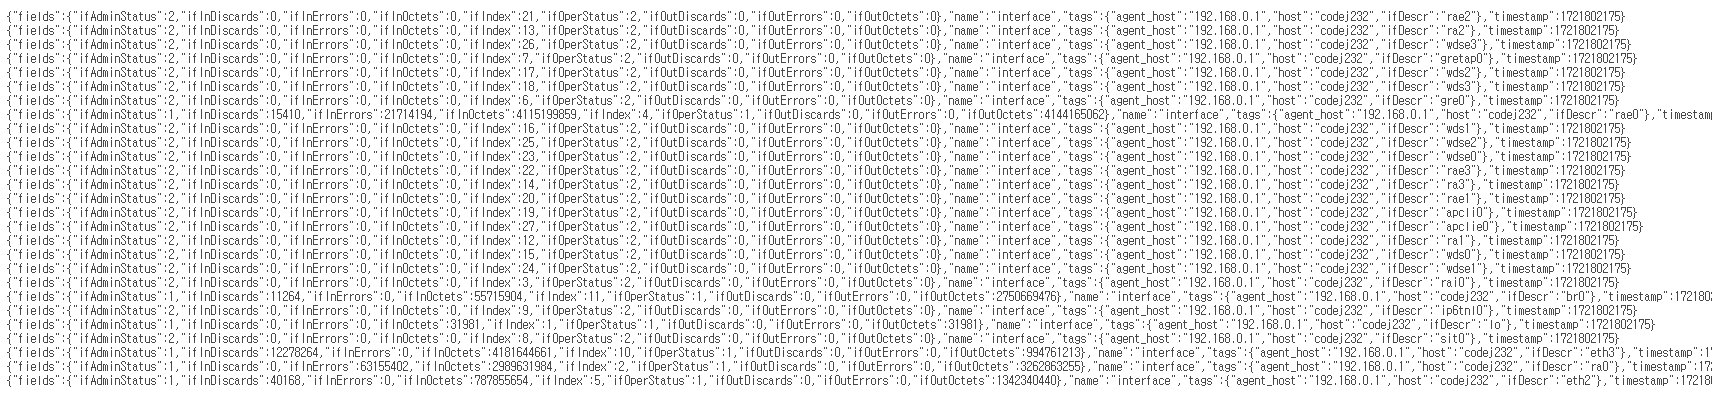 {"fields":{"ifAdminStatus":2,"ifInDiscards":0,"ifInErrors":0,"ifInOctets":0,"ifIndex":21,"ifOperStatus":2,"ifOutDiscards":0,"ifOutErrors":0,"ifOutOctets":0},"name":"interface","tags":{"agent_host":"192.168.0.1","host":"codej232","ifDescr":"rae2"},"timestamp":1721802175}
{"fields":{"ifAdminStatus":2,"ifInDiscards":0,"ifInErrors":0,"ifInOctets":0,"ifIndex":13,"ifOperStatus":2,"ifOutDiscards":0,"ifOutErrors":0,"ifOutOctets":0},"name":"interface","tags":{"agent_host":"192.168.0.1","host":"codej232","ifDescr":"ra2"},"timestamp":1721802175}
{"fields":{"ifAdminStatus":2,"ifInDiscards":0,"ifInErrors":0,"ifInOctets":0,"ifIndex":26,"ifOperStatus":2,"ifOutDiscards":0,"ifOutErrors":0,"ifOutOctets":0},"name":"interface","tags":{"agent_host":"192.168.0.1","host":"codej232","ifDescr":"wdse3"},"timestamp":1721802175}
{"fields":{"ifAdminStatus":2,"ifInDiscards":0,"ifInErrors":0,"ifInOctets":0,"ifIndex":7,"ifOperStatus":2,"ifOutDiscards":0,"ifOutErrors":0,"ifOutOctets":0},"name":"interface","tags":{"agent_host":"192.168.0.1","host":"codej232","ifDescr":"gretap0"},"timestamp":1721802175}
{"fields":{"ifAdminStatus":2,"ifInDiscards":0,"ifInErrors":0,"ifInOctets":0,"ifIndex":17,"ifOperStatus":2,"ifOutDiscards":0,"ifOutErrors":0,"ifOutOctets":0},"name":"interface","tags":{"agent_host":"192.168.0.1","host":"codej232","ifDescr":"wds2"},"timestamp":1721802175}
{"fields":{"ifAdminStatus":2,"ifInDiscards":0,"ifInErrors":0,"ifInOctets":0,"ifIndex":18,"ifOperStatus":2,"ifOutDiscards":0,"ifOutErrors":0,"ifOutOctets":0},"name":"interface","tags":{"agent_host":"192.168.0.1","host":"codej232","ifDescr":"wds3"},"timestamp":1721802175}
{"fields":{"ifAdminStatus":2,"ifInDiscards":0,"ifInErrors":0,"ifInOctets":0,"ifIndex":6,"ifOperStatus":2,"ifOutDiscards":0,"ifOutErrors":0,"ifOutOctets":0},"name":"interface","tags":{"agent_host":"192.168.0.1","host":"codej232","ifDescr":"gre0"},"timestamp":1721802175}
{"fields":{"ifAdminStatus":1,"ifInDiscards":15410,"ifInErrors":21714194,"ifInOctets":4115199859,"ifIndex":4,"ifOperStatus":1,"ifOutDiscards":0,"ifOutErrors":0,"ifOutOctets":4144165062},"name":"interface","tags":{"agent_host":"192.168.0.1","host":"codej232","ifDescr":"rae0"},"timestamp
{"fields":{"ifAdminStatus":2,"ifInDiscards":0,"ifInErrors":0,"ifInOctets":0,"ifIndex":16,"ifOperStatus":2,"ifOutDiscards":0,"ifOutErrors":0,"ifOutOctets":0},"name":"interface","tags":{"agent_host":"192.168.0.1","host":"codej232","ifDescr":"wds1"},"timestamp":1721802175}
{"fields":{"ifAdminStatus":2,"ifInDiscards":0,"ifInErrors":0,"ifInOctets":0,"ifIndex":25,"ifOperStatus":2,"ifOutDiscards":0,"ifOutErrors":0,"ifOutOctets":0},"name":"interface","tags":{"agent_host":"192.168.0.1","host":"codej232","ifDescr":"wdse2"},"timestamp":1721802175}
{"fields":{"ifAdminStatus":2,"ifInDiscards":0,"ifInErrors":0,"ifInOctets":0,"ifIndex":23,"ifOperStatus":2,"ifOutDiscards":0,"ifOutErrors":0,"ifOutOctets":0},"name":"interface","tags":{"agent_host":"192.168.0.1","host":"codej232","ifDescr":"wdse0"},"timestamp":1721802175}
{"fields":{"ifAdminStatus":2,"ifInDiscards":0,"ifInErrors":0,"ifInOctets":0,"ifIndex":22,"ifOperStatus":2,"ifOutDiscards":0,"ifOutErrors":0,"ifOutOctets":0},"name":"interface","tags":{"agent_host":"192.168.0.1","host":"codej232","ifDescr":"rae3"},"timestamp":1721802175}
{"fields":{"ifAdminStatus":2,"ifInDiscards":0,"ifInErrors":0,"ifInOctets":0,"ifIndex":14,"ifOperStatus":2,"ifOutDiscards":0,"ifOutErrors":0,"ifOutOctets":0},"name":"interface","tags":{"agent_host":"192.168.0.1","host":"codej232","ifDescr":"ra3"},"timestamp":1721802175}
{"fields":{"ifAdminStatus":2,"ifInDiscards":0,"ifInErrors":0,"ifInOctets":0,"ifIndex":20,"ifOperStatus":2,"ifOutDiscards":0,"ifOutErrors":0,"ifOutOctets":0},"name":"interface","tags":{"agent_host":"192.168.0.1","host":"codej232","ifDescr":"rae1"},"timestamp":1721802175}
{"fields":{"ifAdminStatus":2,"ifInDiscards":0,"ifInErrors":0,"ifInOctets":0,"ifIndex":19,"ifOperStatus":2,"ifOutDiscards":0,"ifOutErrors":0,"ifOutOctets":0},"name":"interface","tags":{"agent_host":"192.168.0.1","host":"codej232","ifDescr":"apcli0"},"timestamp":1721802175}
{"fields":{"ifAdminStatus":2,"ifInDiscards":0,"ifInErrors":0,"ifInOctets":0,"ifIndex":27,"ifOperStatus":2,"ifOutDiscards":0,"ifOutErrors":0,"ifOutOctets":0},"name":"interface","tags":{"agent_host":"192.168.0.1","host":"codej232","ifDescr":"apclie0"},"timestamp":1721802175}
{"fields":{"ifAdminStatus":2,"ifInDiscards":0,"ifInErrors":0,"ifInOctets":0,"ifIndex":12,"ifOperStatus":2,"ifOutDiscards":0,"ifOutErrors":0,"ifOutOctets":0},"name":"interface","tags":{"agent_host":"192.168.0.1","host":"codej232","ifDescr":"ra1"},"timestamp":1721802175}
{"fields":{"ifAdminStatus":2,"ifInDiscards":0,"ifInErrors":0,"ifInOctets":0,"ifIndex":15,"ifOperStatus":2,"ifOutDiscards":0,"ifOutErrors":0,"ifOutOctets":0},"name":"interface","tags":{"agent_host":"192.168.0.1","host":"codej232","ifDescr":"wds0"},"timestamp":1721802175}
{"fields":{"ifAdminStatus":2,"ifInDiscards":0,"ifInErrors":0,"ifInOctets":0,"ifIndex":24,"ifOperStatus":2,"ifOutDiscards":0,"ifOutErrors":0,"ifOutOctets":0},"name":"interface","tags":{"agent_host":"192.168.0.1","host":"codej232","ifDescr":"wdse1"},"timestamp":1721802175}
{"fields":{"ifAdminStatus":2,"ifInDiscards":0,"ifInErrors":0,"ifInOctets":0,"ifIndex":3,"ifOperStatus":2,"ifOutDiscards":0,"ifOutErrors":0,"ifOutOctets":0},"name":"interface","tags":{"agent_host":"192.168.0.1","host":"codej232","ifDescr":"rai0"},"timestamp":1721802175}
{"fields":{"ifAdminStatus":1,"ifInDiscards":11264,"ifInErrors":0,"ifInOctets":55715904,"ifIndex":11,"ifOperStatus":1,"ifOutDiscards":0,"ifOutErrors":0,"ifOutOctets":2750669476},"name":"interface","tags":{"agent_host":"192.168.0.1","host":"codej232","ifDescr":"br0"},"timestamp":172180
{"fields":{"ifAdminStatus":2,"ifInDiscards":0,"ifInErrors":0,"ifInOctets":0,"ifIndex":9,"ifOperStatus":2,"ifOutDiscards":0,"ifOutErrors":0,"ifOutOctets":0},"name":"interface","tags":{"agent_host":"192.168.0.1","host":"codej232","ifDescr":"ip6tnl0"},"timestamp":1721802175}
{"fields":{"ifAdminStatus":1,"ifInDiscards":0,"ifInErrors":0,"ifInOctets":31981,"ifIndex":1,"ifOperStatus":1,"ifOutDiscards":0,"ifOutErrors":0,"ifOutOctets":31981},"name":"interface","tags":{"agent_host":"192.168.0.1","host":"codej232","ifDescr":"lo"},"timestamp":1721802175}
{"fields":{"ifAdminStatus":2,"ifInDiscards":0,"ifInErrors":0,"ifInOctets":0,"ifIndex":8,"ifOperStatus":2,"ifOutDiscards":0,"ifOutErrors":0,"ifOutOctets":0},"name":"interface","tags":{"agent_host":"192.168.0.1","host":"codej232","ifDescr":"sit0"},"timestamp":1721802175}
{"fields":{"ifAdminStatus":1,"ifInDiscards":12278264,"ifInErrors":0,"ifInOctets":4181644661,"ifIndex":10,"ifOperStatus":1,"ifOutDiscards":0,"ifOutErrors":0,"ifOutOctets":994761213},"name":"interface","tags":{"agent_host":"192.168.0.1","host":"codej232","ifDescr":"eth3"},"timestamp":1
{"fields":{"ifAdminStatus":1,"ifInDiscards":0,"ifInErrors":63155402,"ifInOctets":2989631984,"ifIndex":2,"ifOperStatus":1,"ifOutDiscards":0,"ifOutErrors":0,"ifOutOctets":3262863255},"name":"interface","tags":{"agent_host":"192.168.0.1","host":"codej232","ifDescr":"ra0"},"timestamp":172
{"fields":{"ifAdminStatus":1,"ifInDiscards":40168,"ifInErrors":0,"ifInOctets":787855654,"ifIndex":5,"ifOperStatus":1,"ifOutDiscards":0,"ifOutErrors":0,"ifOutOctets":1342340440},"name":"interface","tags":{"agent_host":"192.168.0.1","host":"codej232","ifDescr":"eth2"},"timestamp":17218